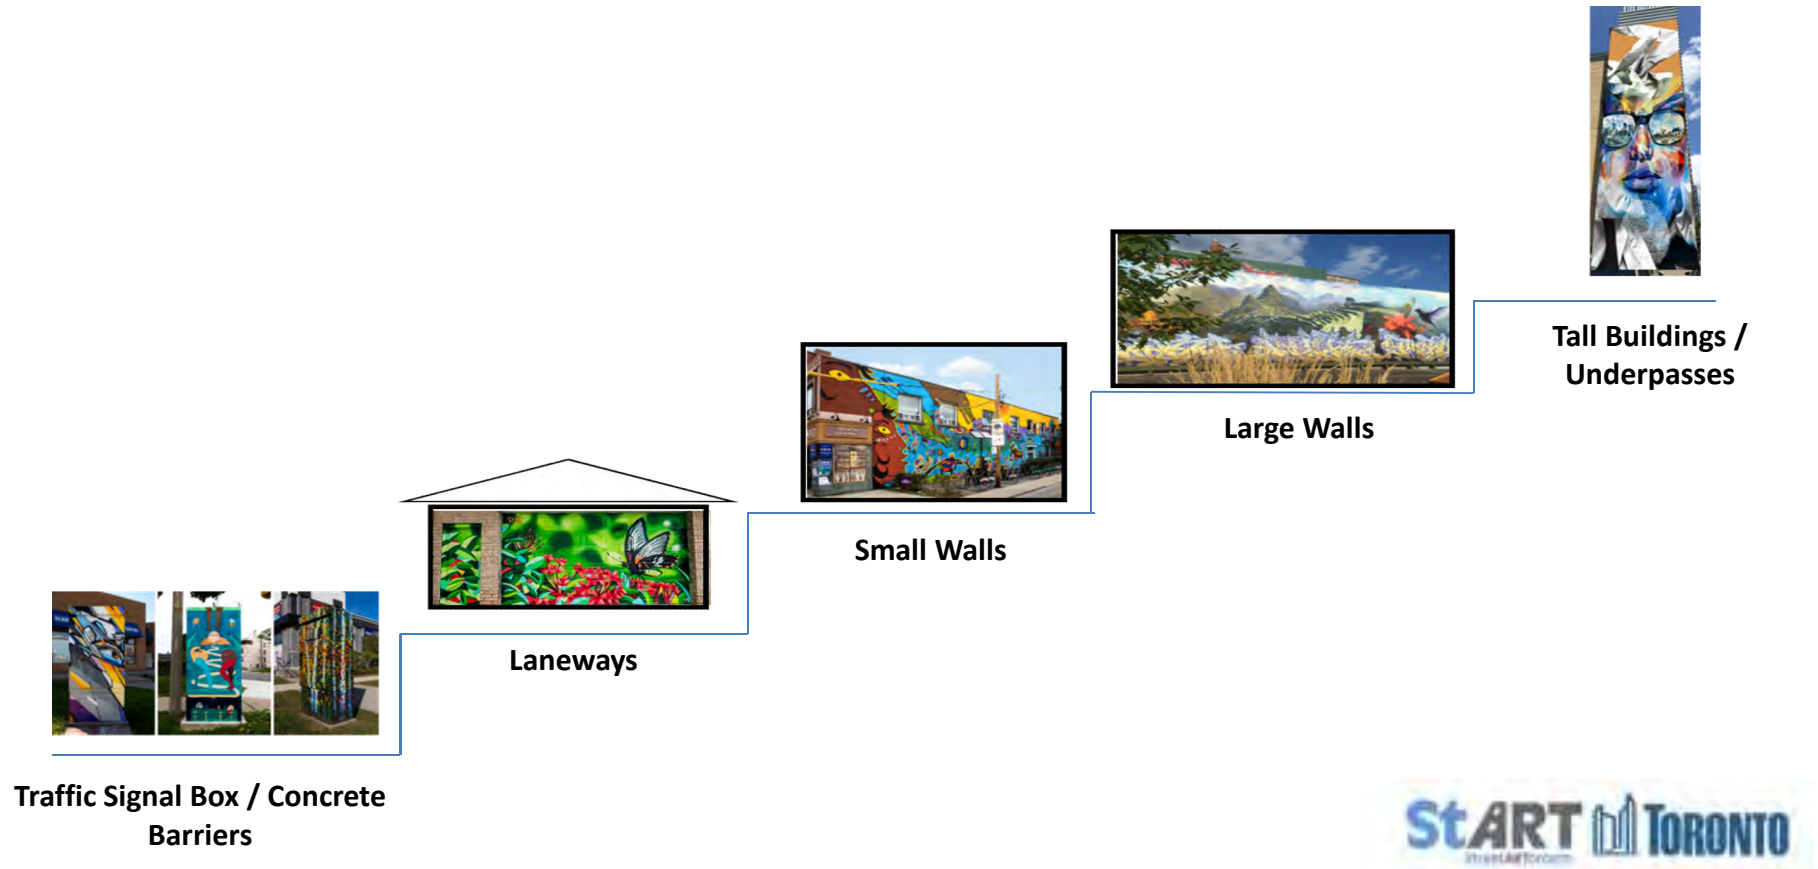 Tall Buildings /
Underpasses
Large Walls
Small Walls
Laneways
Traffic Signal Box / Concrete
Barriers
StART TORONTO